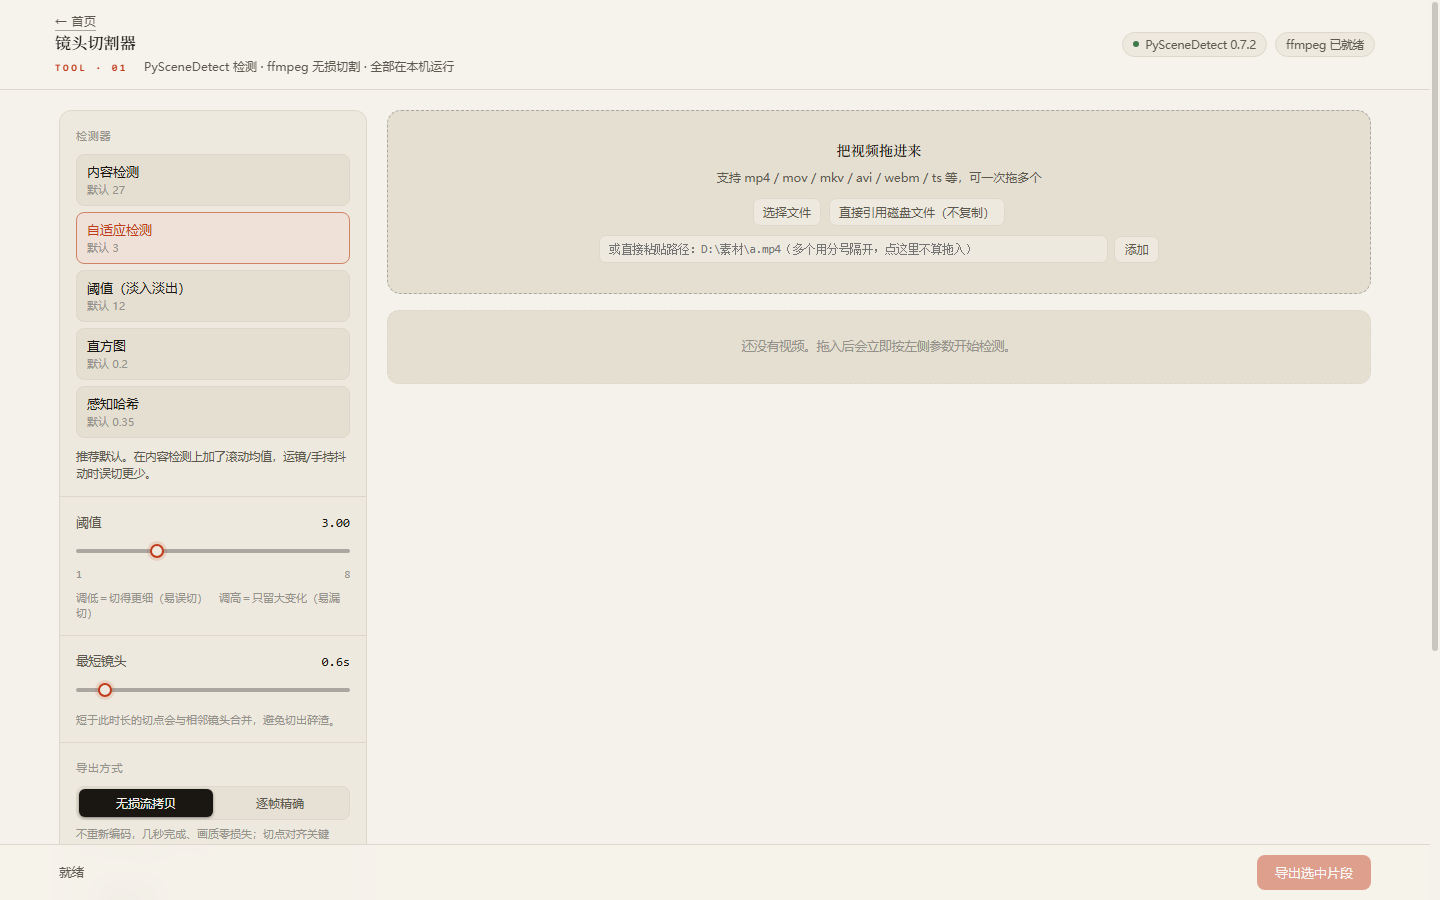 ← 首页
镜头切割器
TOOL · 01 PySceneDetect 检测 · ffmpeg 无损切割 · 全部在本机运行
PySceneDetect 0.7.2
ffmpeg 已就绪
检测器
内容检测
默认 27
自适应检测
默认 3
阈值（淡入淡出）
默认 12
直方图
默认 0.2
感知哈希
默认 0.35
推荐默认。在内容检测上加了滚动均值，运镜/手持抖
动时误切更少。
阈值 3.00
1 8
调低＝切得更细（易误切） 调高＝只留大变化（易漏
切）
最短镜头 0.6s
短于此时长的切点会与相邻镜头合并，避免切出碎渣。
导出方式
无损流拷贝 逐帧精确
不重新编码，几秒完成、画质零损失；切点对齐关键
把视频拖进来
支持 mp4 / mov / mkv / avi / webm / ts 等，可一次拖多个
选择文件 直接引用磁盘文件（不复制）
或直接粘贴路径：D:\素材\a.mp4（多个用分号隔开，点这里不算拖入） 添加
还没有视频。拖入后会立即按左侧参数开始检测。
就绪
导出选中片段